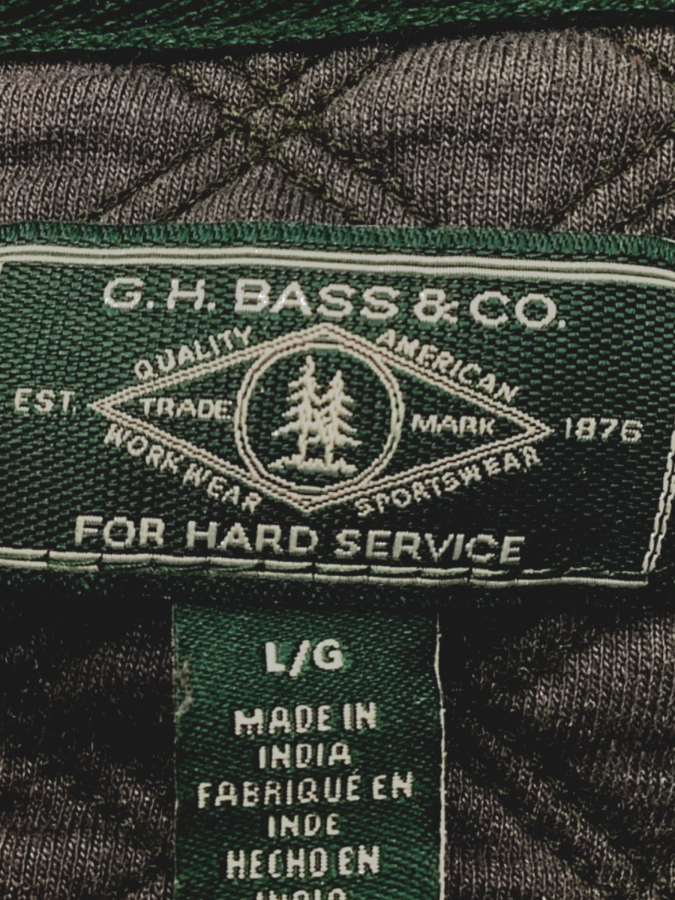 G.H. BASS & CO.
QUALITY AMERICAN
EST. TRADE MARK 1876
WORKWEAR SPORTSWEAR
FOR HARD SERVICE
L/G
MADE IN
INDIA
FABRIQUÉ EN
INDE
HECHO EN
INDIA